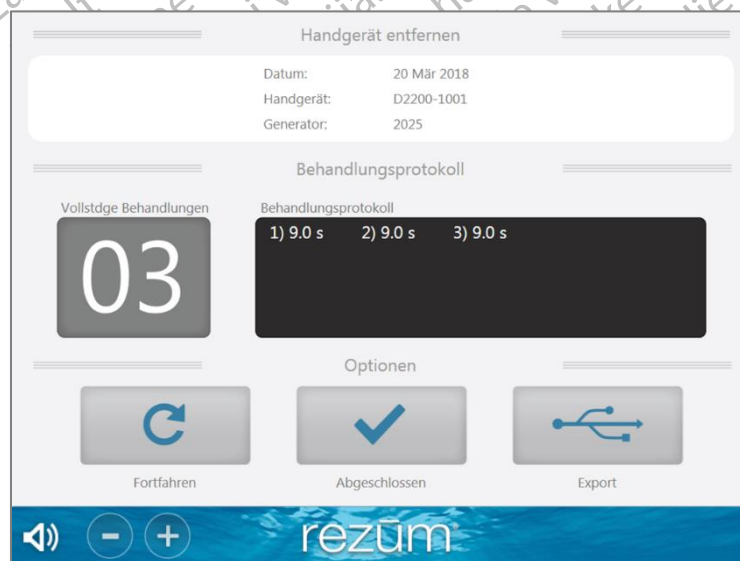 Handgerät entfernen
Datum: 20 Mär 2018
Handgerät: D2200-1001
Generator: 2025
Behandlungsprotokoll
Vollstdge Behandlungen
03
Behandlungsprotokoll
1) 9.0 s 2) 9.0 s 3) 9.0 s
Optionen
Fortfahren
Abgeschlossen
Export
- +
rezūm